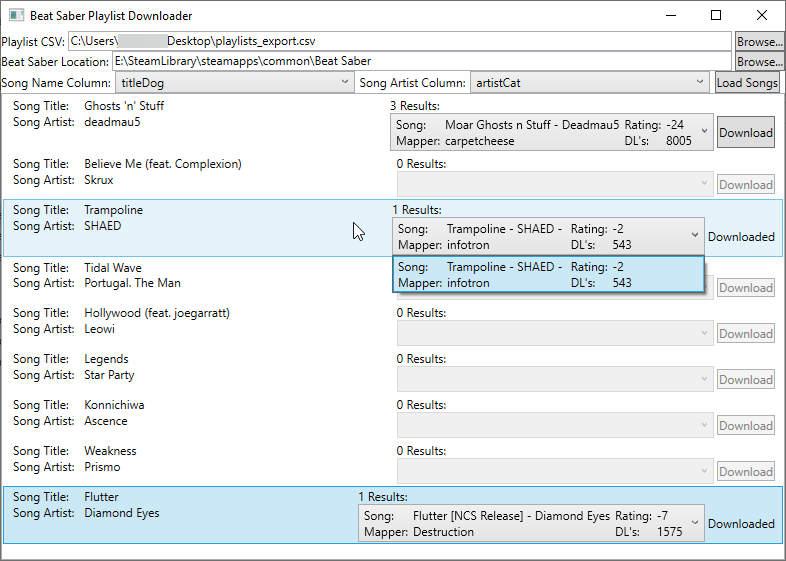 Beat Saber Playlist Downloader
Playlist CSV: C:\Users\ Desktop\playlists_export.csv Browse...
Beat Saber Location: E:\SteamLibrary\steamapps\common\Beat Saber Browse...
Song Name Column: titleDog Song Artist Column: artistCat Load Songs
Song Title: Ghosts 'n' Stuff 3 Results:
Song Artist: deadmau5
Song: Moar Ghosts n Stuff - Deadmau5 Rating: -24
Mapper: carpetcheese DL's: 8005
Download
Song Title: Believe Me (feat. Complexion) 0 Results:
Song Artist: Skrux
Download
Song Title: Trampoline 1 Results:
Song Artist: SHAED
Song: Trampoline - SHAED - Rating: -2
Mapper: infotron DL's: 543
Downloaded
Song: Trampoline - SHAED - Rating: -2
Mapper: infotron DL's: 543
Song Title: Tidal Wave
Song Artist: Portugal. The Man
Download
Song Title: Hollywood (feat. joegarratt) 0 Results:
Song Artist: Leowi
Download
Song Title: Legends 0 Results:
Song Artist: Star Party
Download
Song Title: Konnichiwa 0 Results:
Song Artist: Ascence
Download
Song Title: Weakness 0 Results:
Song Artist: Prismo
Download
Song Title: Flutter 1 Results:
Song Artist: Diamond Eyes
Song: Flutter [NCS Release] - Diamond Eyes Rating: -7
Mapper: Destruction DL's: 1575
Downloaded